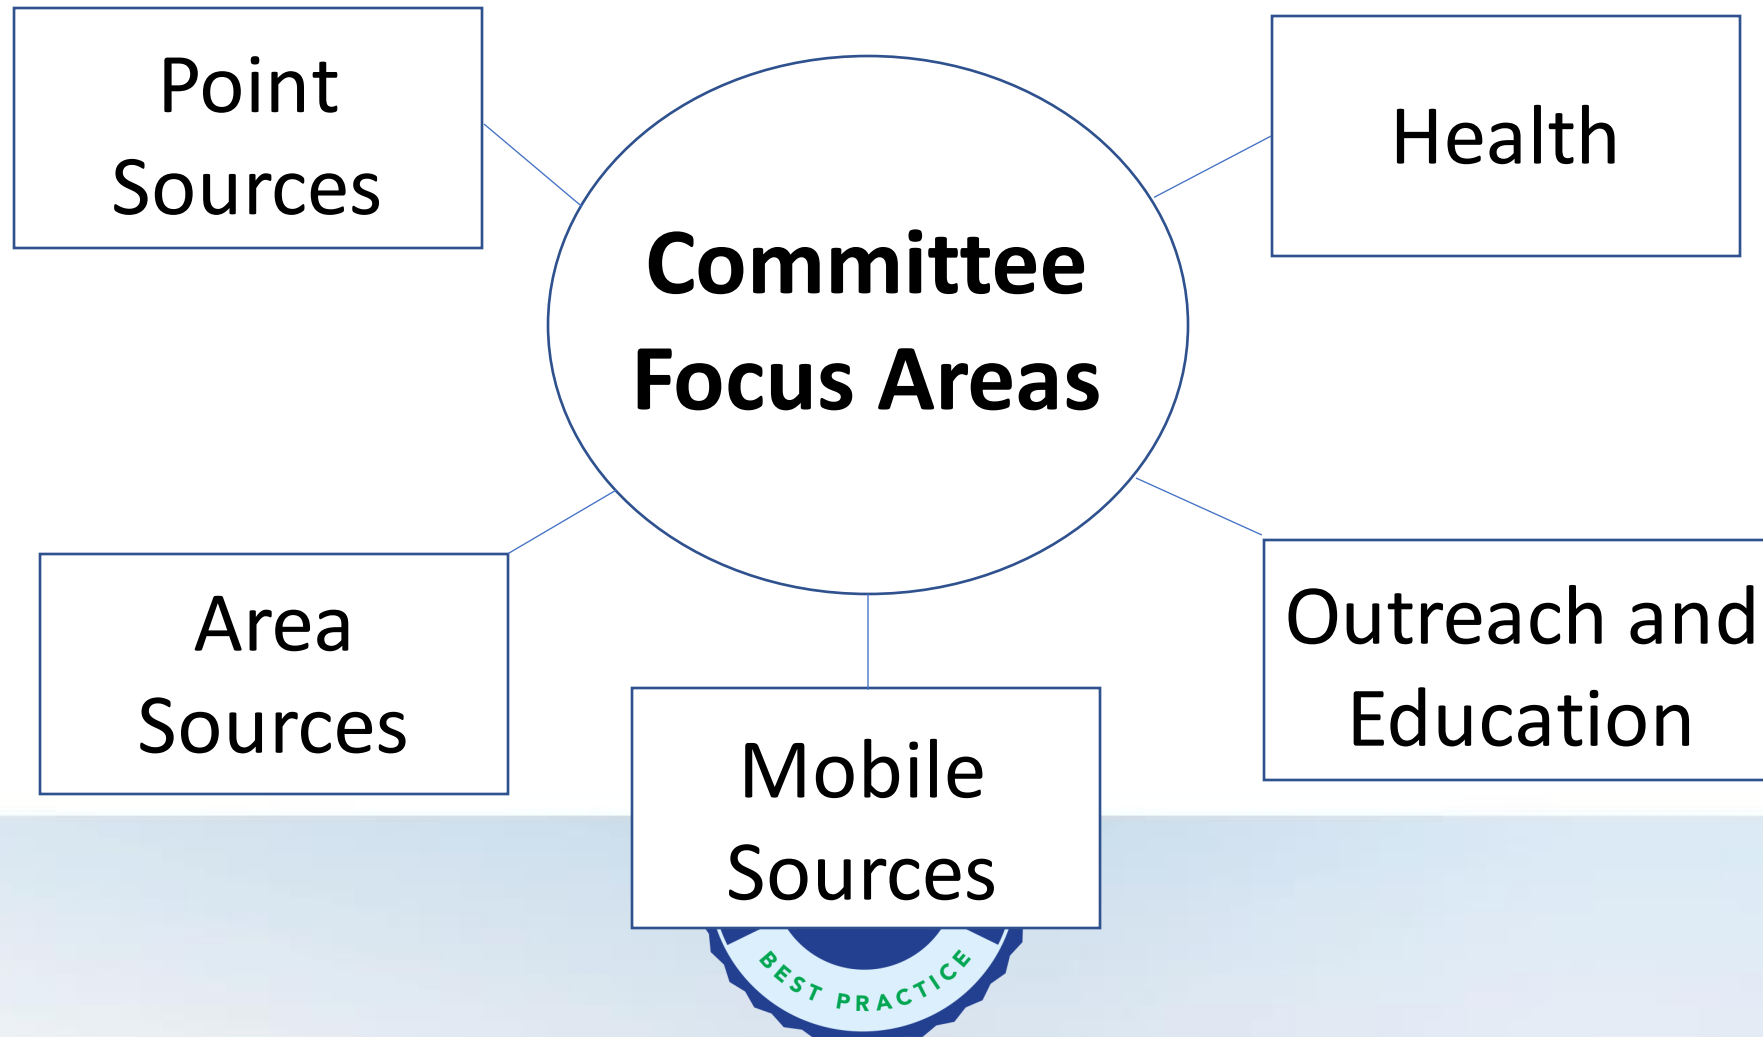 Point
Sources
Health
Committee
Focus Areas
Area
Sources
Outreach and
Education
Mobile
Sources
BEST PRACTICE